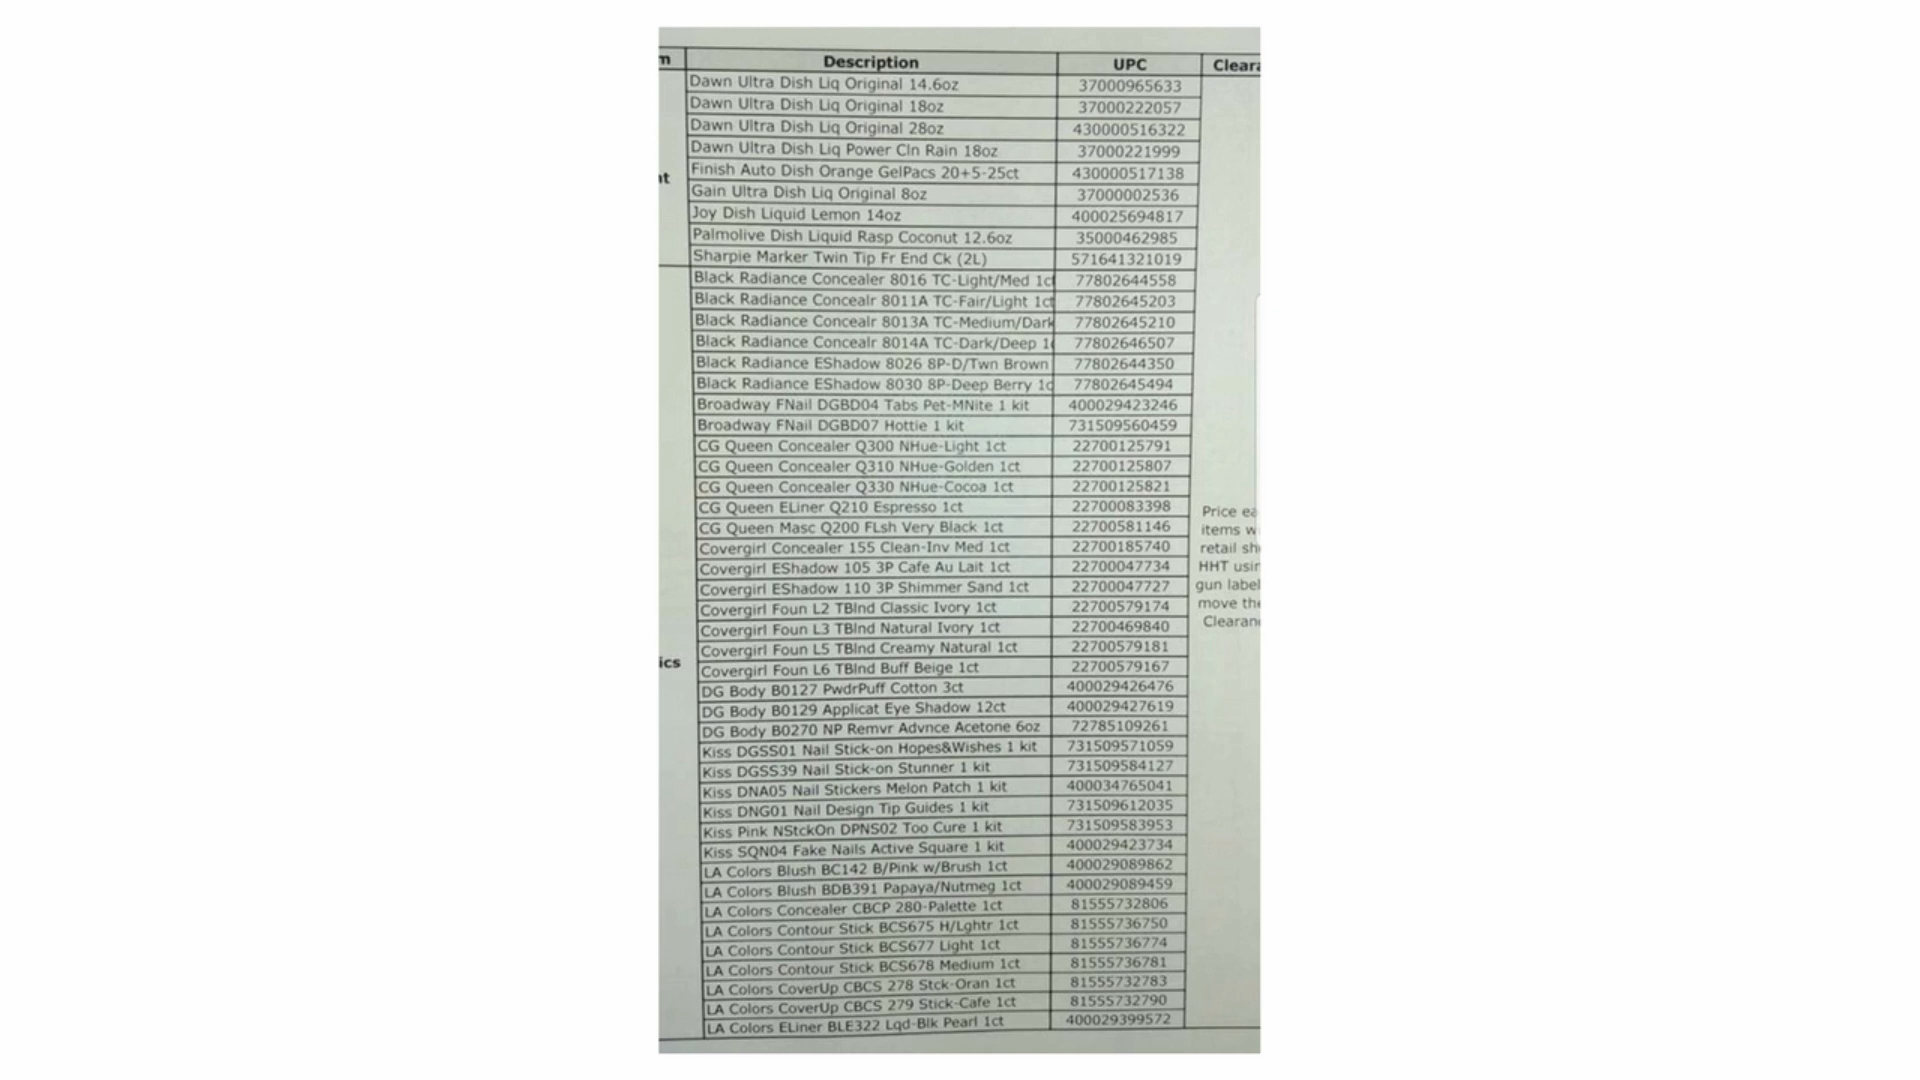 m Description UPC Cleara
Dawn Ultra Dish Liq Original 14.6oz 37000965633
Dawn Ultra Dish Liq Original 18oz 37000222057
Dawn Ultra Dish Liq Original 28oz 430000516322
Dawn Ultra Dish Liq Power Cln Rain 18oz 37000221999
Finish Auto Dish Orange GelPacs 20+5-25ct 430000517138
nt
Gain Ultra Dish Liq Original 8oz 37000002536
Joy Dish Liquid Lemon 14oz 400025694817
Palmolive Dish Liquid Rasp Coconut 12.6oz 35000462985
Sharpie Marker Twin Tip Fr End Ck (2L) 571641321019
Black Radiance Concealer 8016 TC-Light/Med 1ct 77802644558
Black Radiance Concealr 8011A TC-Fair/Light 1ct 77802645203
Black Radiance Concealr 8013A TC-Medium/Dark 77802645210
Black Radiance Concealr 8014A TC-Dark/Deep 1c 77802646507
Black Radiance EShadow 8026 8P-D/Twn Brown 77802644350
Black Radiance EShadow 8030 8P-Deep Berry 1c 77802645494
Broadway FNail DGBD04 Tabs Pet-MNite 1 kit 400029423246
Broadway FNail DGBD07 Hottie 1 kit 731509560459
CG Queen Concealer Q300 NHue-Light 1ct 22700125791
CG Queen Concealer Q310 NHue-Golden 1ct 22700125807
CG Queen Concealer Q330 NHue-Cocoa 1ct 22700125821
CG Queen ELiner Q210 Espresso 1ct 22700083398
CG Queen Masc Q200 FLsh Very Black 1ct 22700581146
Covergirl Concealer 155 Clean-Inv Med 1ct 22700185740
Covergirl EShadow 105 3P Cafe Au Lait 1ct 22700047734
Covergirl EShadow 110 3P Shimmer Sand 1ct 22700047727
Covergirl Foun L2 TBlnd Classic Ivory 1ct 22700579174
Covergirl Foun L3 TBlnd Natural Ivory 1ct 22700469840
Covergirl Foun L5 TBlnd Creamy Natural 1ct 22700579181
Covergirl Foun L6 TBlnd Buff Beige 1ct 22700579167
ics
DG Body B0127 PwdrPuff Cotton 3ct 400029426476
DG Body B0129 Applicat Eye Shadow 12ct 400029427619
DG Body B0270 NP Remvr Advnce Acetone 6oz 72785109261
Kiss DGSS01 Nail Stick-on Hopes&Wishes 1 kit 731509571059
Kiss DGSS39 Nail Stick-on Stunner 1 kit 731509584127
Kiss DNA05 Nail Stickers Melon Patch 1 kit 400034765041
Kiss DNG01 Nail Design Tip Guides 1 kit 731509612035
Kiss Pink NStckOn DPNS02 Too Cure 1 kit 731509583953
Kiss SQN04 Fake Nails Active Square 1 kit 400029423734
LA Colors Blush BC142 B/Pink w/Brush 1ct 400029089862
LA Colors Blush BDB391 Papaya/Nutmeg 1ct 400029089459
LA Colors Concealer CBCP 280-Palette 1ct 81555732806
LA Colors Contour Stick BCS675 H/Lghtr 1ct 81555736750
LA Colors Contour Stick BCS677 Light 1ct 81555736774
LA Colors Contour Stick BCS678 Medium 1ct 81555736781
LA Colors CoverUp CBCS 278 Stck-Oran 1ct 81555732783
LA Colors CoverUp CBCS 279 Stick-Cafe 1ct 81555732790
LA Colors ELiner BLE322 Lqd-Blk Pearl 1ct 400029399572
Price ea
items w
retail sh
HHT usin
gun label
move the
Clearan